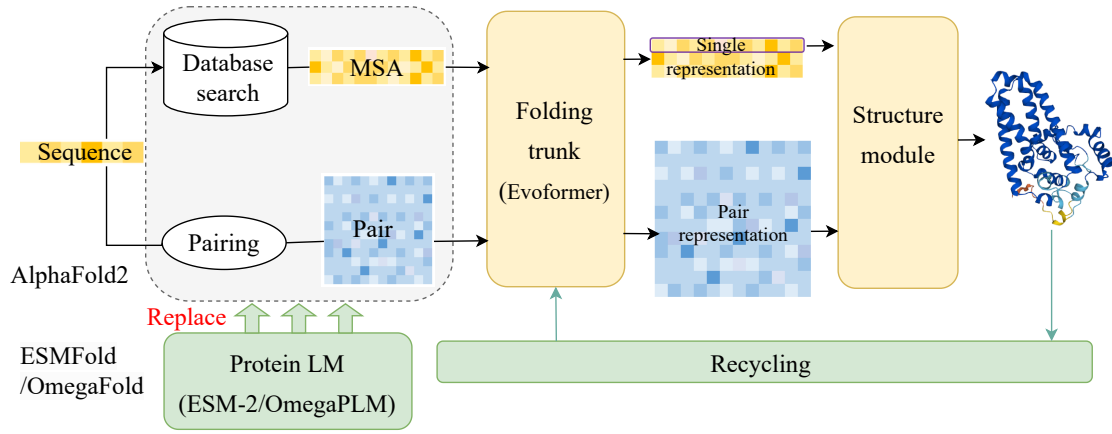 Database
search
MSA
Single
representation
Folding
trunk
(Evoformer)
Structure
module
Sequence
Pairing
Pair
Pair
representation
AlphaFold2
Replace
ESMFold
/OmegaFold
Protein LM
(ESM-2/OmegaPLM)
Recycling